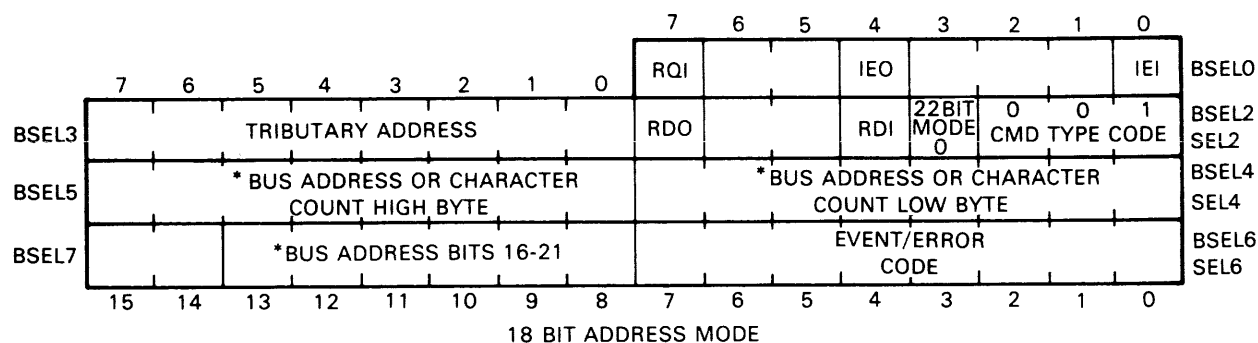 7 6 5 4 3 2 1 0
RQI IEO IEI BSEL0
7 6 5 4 3 2 1 0
BSEL3 TRIBUTARY ADDRESS RDO RDI 22BIT MODE 0 0 0 1 CMD TYPE CODE BSEL2 SEL2
BSEL5 *BUS ADDRESS OR CHARACTER COUNT HIGH BYTE *BUS ADDRESS OR CHARACTER COUNT LOW BYTE BSEL4 SEL4
BSEL7 *BUS ADDRESS BITS 16-21 EVENT/ERROR CODE BSEL6 SEL6
15 14 13 12 11 10 9 8 7 6 5 4 3 2 1 0
18 BIT ADDRESS MODE